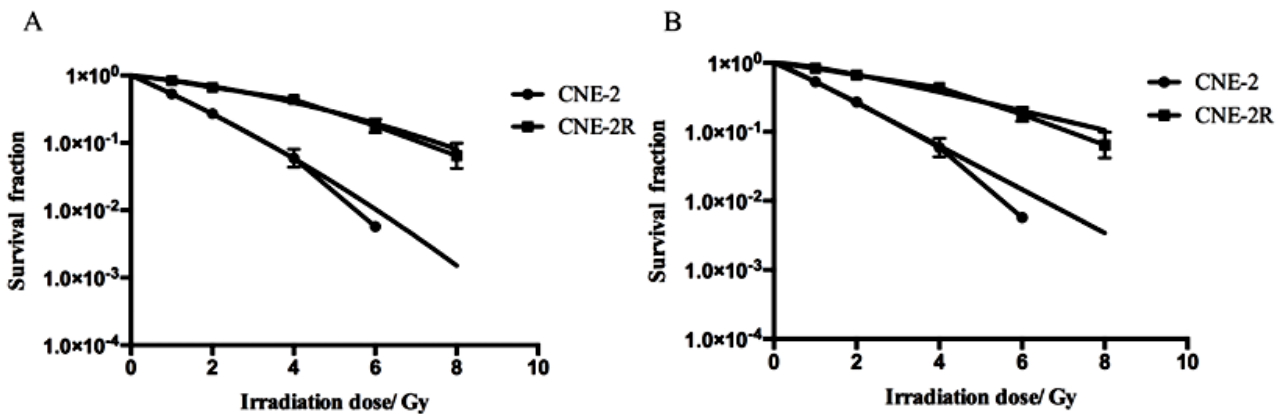 A
Survival fraction
1×10⁰
1.0×10⁻¹
1.0×10⁻²
1.0×10⁻³
1.0×10⁻⁴
0 2 4 6 8 10
Irradiation dose/ Gy
CNE-2
CNE-2R
B
Survival fraction
1×10⁰
1.0×10⁻¹
1.0×10⁻²
1.0×10⁻³
1.0×10⁻⁴
0 2 4 6 8 10
Irradiation dose/ Gy
CNE-2
CNE-2R